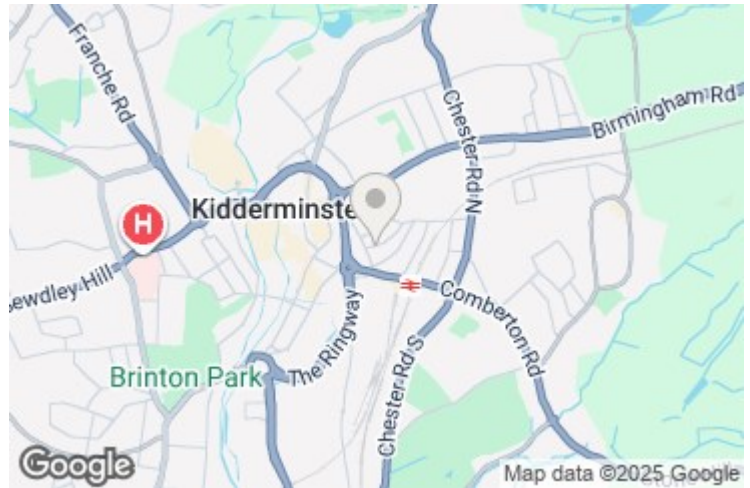 Franche Rd
Chester Rd N
Birmingham Rd
Kidderminste
H
Bewdley Hill
Comberton Rd
The Ringway
Brinton Park
Chester Rd S
Google
Map data ©2025 Google